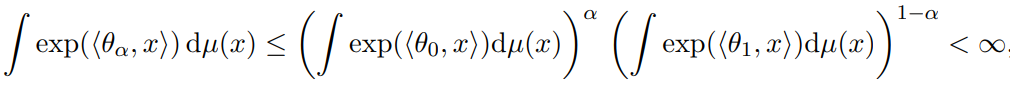 ∫ exp(⟨θ_α, x⟩) dμ(x) ≤ (∫ exp(⟨θ_0, x⟩)dμ(x))^α (∫ exp(⟨θ_1, x⟩)dμ(x))^{1−α} < ∞,